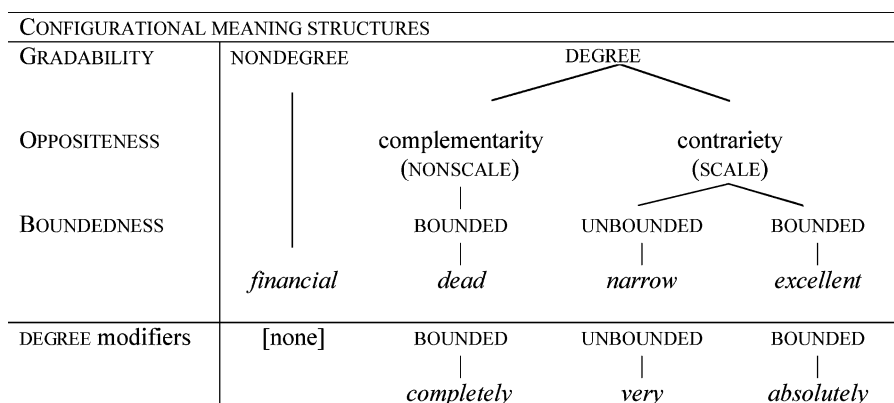 CONFIGURATIONAL MEANING STRUCTURES
GRADABILITY NONDEGREE DEGREE
OPPOSITENESS complementarity contrariety
(NONSCALE) (SCALE)
BOUNDEDNESS BOUNDED UNBOUNDED BOUNDED
financial dead narrow excellent
DEGREE modifiers [none] BOUNDED UNBOUNDED BOUNDED
completely very absolutely